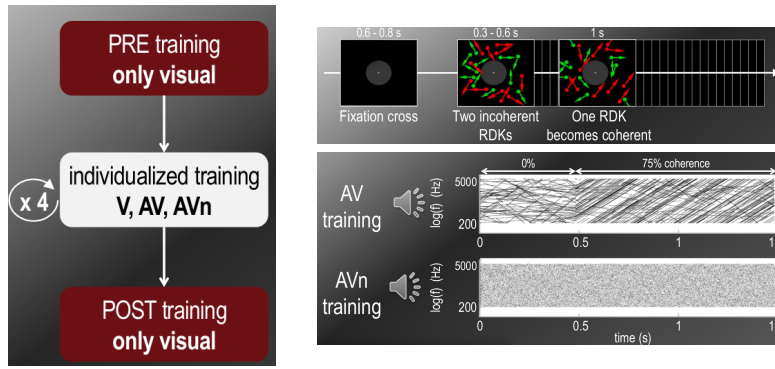 PRE training
only visual
x 4
individualized training
V, AV, AVn
POST training
only visual
0.6 - 0.8 s
0.3 - 0.6 s
1 s
Fixation cross
Two incoherent
RDKs
One RDK
becomes coherent
0%
75% coherence
AV
training
log(f) (Hz)
5000
200
0
0.5
1
1
AVn
training
log(f) (Hz)
5000
200
0
0.5
1
1
time (s)